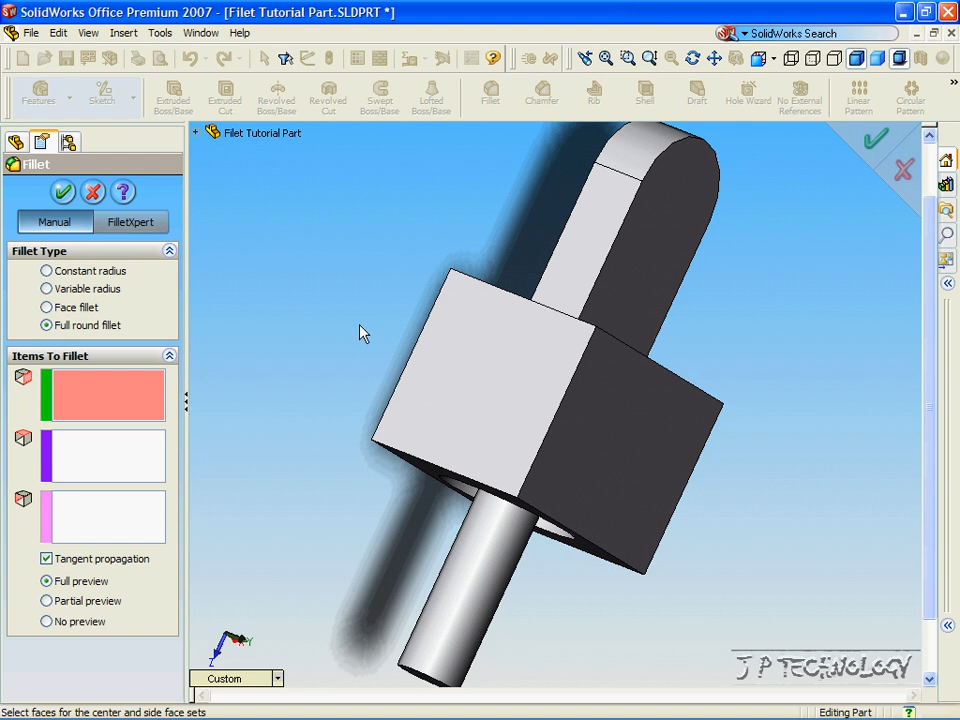 SolidWorks Office Premium 2007 - [Filet Tutorial Part.SLDPRT *]
File Edit View Insert Tools Window Help SolidWorks Search
Features Sketch Extruded Boss/Base Extruded Cut Revolved Boss/Base Revolved Cut Swept Boss/Base Lofted Boss/Base Fillet Chamfer Rib Shell Draft Hole Wizard No External References Linear Pattern Circular Pattern
Filet Tutorial Part
Fillet
Manual FilletXpert
Fillet Type
Constant radius
Variable radius
Face fillet
Full round fillet
Items To Fillet
Tangent propagation
Full preview
Partial preview
No preview
Y
Z
Custom
J P TECHNOLOGY
Select faces for the center and side face sets Editing Part